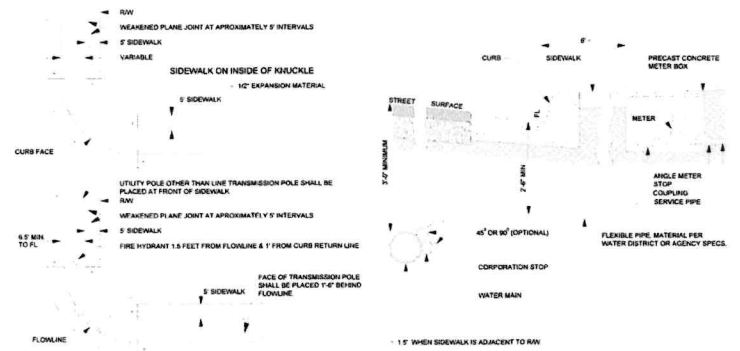 R/W
WEAKENED PLANE JOINT AT APROXIMATELY 5' INTERVALS
5' SIDEWALK
VARIABLE
SIDEWALK ON INSIDE OF KNUCKLE
1/2" EXPANSION MATERIAL
5' SIDEWALK
CURB FACE
UTILITY POLE OTHER THAN LINE TRANSMISSION POLE SHALL BE
PLACED AT FRONT OF SIDEWALK
R/W
WEAKENED PLANE JOINT AT APROXIMATELY 5' INTERVALS
5' SIDEWALK
6.5' MIN.
TO FL
FIRE HYDRANT 1.5 FEET FROM FLOWLINE & 1' FROM CURB RETURN LINE
FACE OF TRANSMISSION POLE
SHALL BE PLACED 1'-6" BEHIND
FLOWLINE.
5' SIDEWALK
FLOWLINE
6'
CURB
SIDEWALK
PRECAST CONCRETE
METER BOX
STREET
SURFACE
FL
METER
3'-0" MINIMUM
2'-6" MIN
ANGLE METER
STOP
COUPLING
SERVICE PIPE
45° OR 90° (OPTIONAL)
FLEXIBLE PIPE, MATERIAL PER
WATER DISTRICT OR AGENCY SPECS.
CORPORATION STOP
WATER MAIN
1.5' WHEN SIDEWALK IS ADJACENT TO R/W